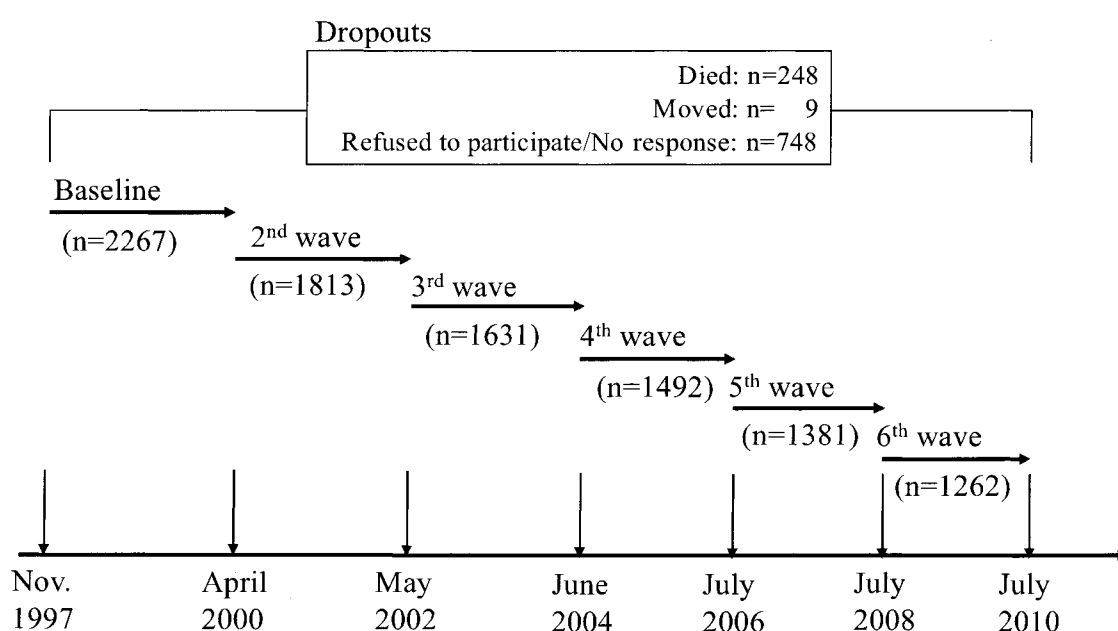 Dropouts
Died: n=248
Moved: n= 9
Refused to participate/No response: n=748
Baseline
(n=2267)
2nd wave
(n=1813)
3rd wave
(n=1631)
4th wave
(n=1492)
5th wave
(n=1381)
6th wave
(n=1262)
Nov. April May June July July July
1997 2000 2002 2004 2006 2008 2010